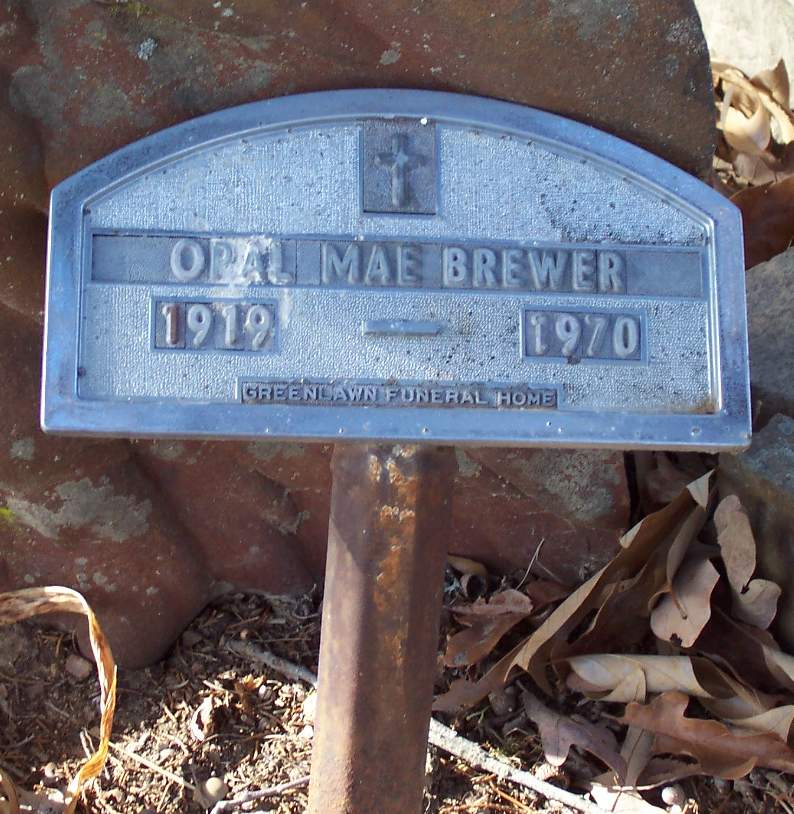 OPAL MAE BREWER
1919 — 1970
GREENLAWN FUNERAL HOME